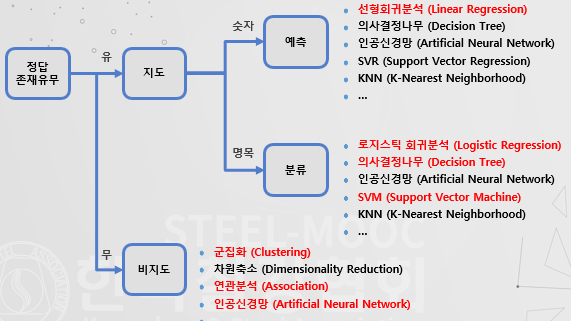 정답
존재유무
유
지도
숫자
예측
선형회귀분석 (Linear Regression)
의사결정나무 (Decision Tree)
인공신경망 (Artificial Neural Network)
SVR (Support Vector Regression)
KNN (K-Nearest Neighborhood)
...
명목
분류
로지스틱 회귀분석 (Logistic Regression)
의사결정나무 (Decision Tree)
인공신경망 (Artificial Neural Network)
SVM (Support Vector Machine)
KNN (K-Nearest Neighborhood)
...
무
비지도
군집화 (Clustering)
차원축소 (Dimensionality Reduction)
연관분석 (Association)
인공신경망 (Artificial Neural Network)
STEEL-MOOC